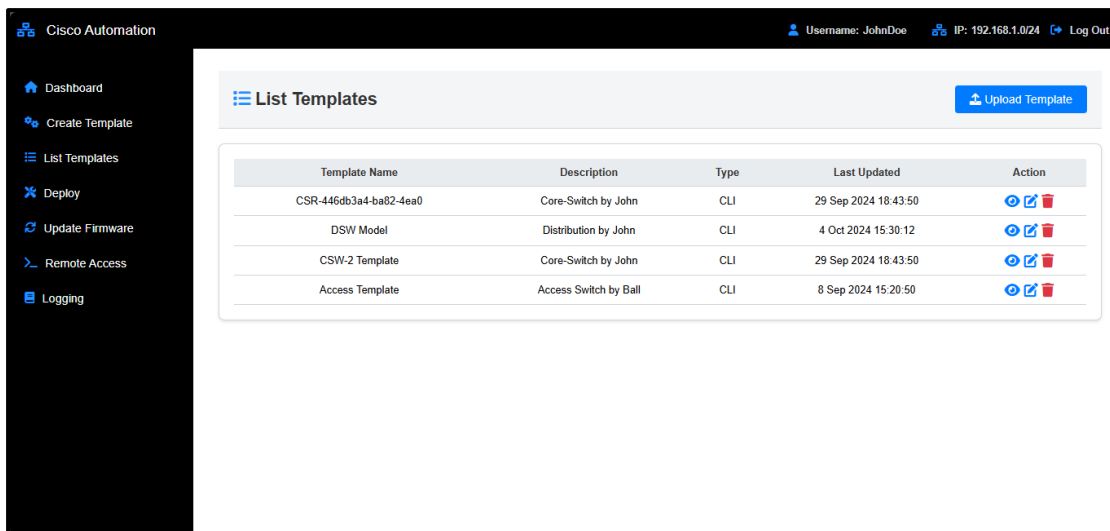 Cisco Automation
Username: JohnDoe IP: 192.168.1.0/24 Log Out
Dashboard
Create Template
List Templates
Deploy
Update Firmware
Remote Access
Logging
List Templates
Upload Template
Template Name Description Type Last Updated Action
CSR-446db3a4-ba82-4ea0 Core-Switch by John CLI 29 Sep 2024 18:43:50
DSW Model Distribution by John CLI 4 Oct 2024 15:30:12
CSW-2 Template Core-Switch by John CLI 29 Sep 2024 18:43:50
Access Template Access Switch by Ball CLI 8 Sep 2024 15:20:50